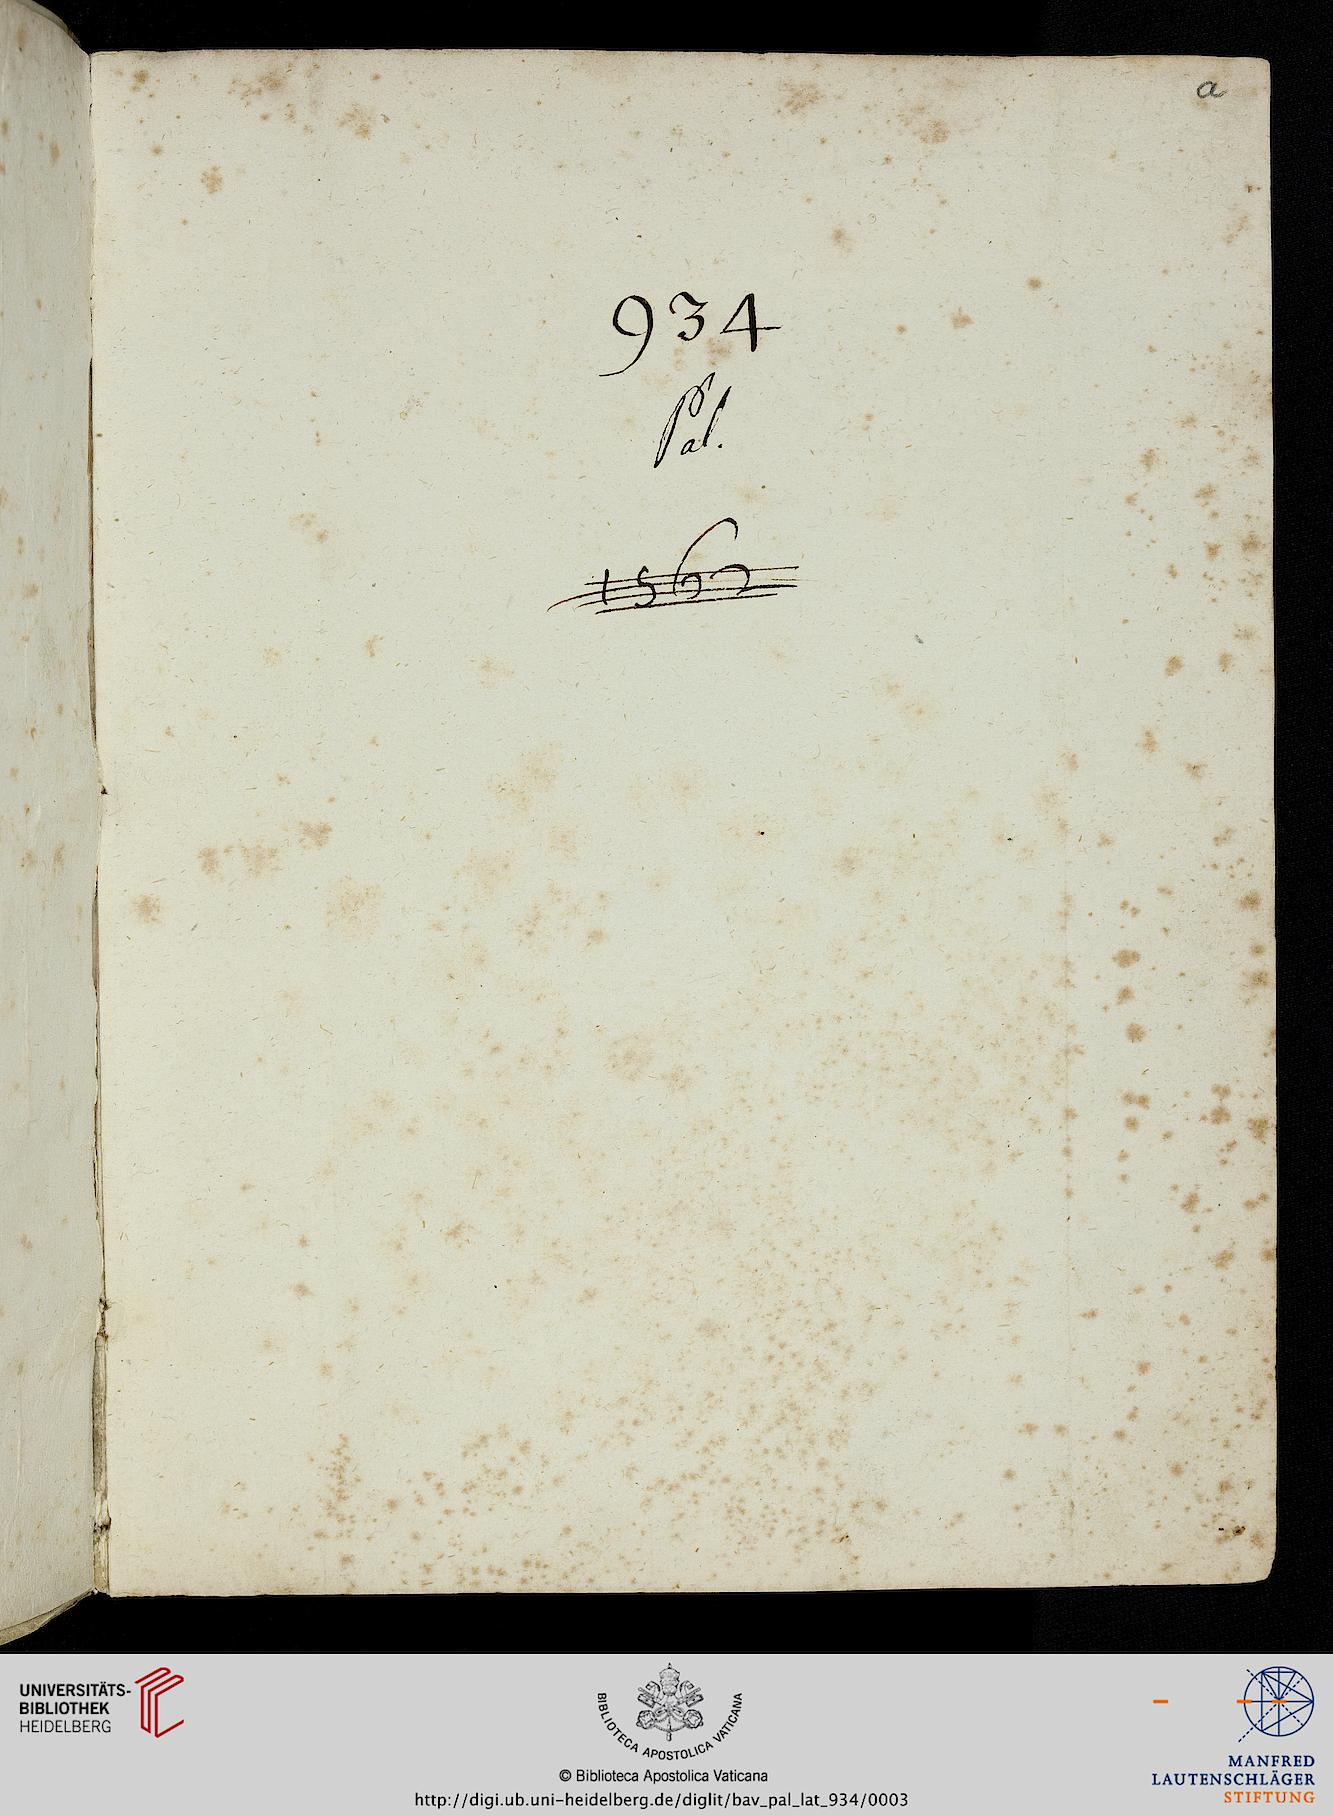 a
934
Pal.
1562
UNIVERSITÄTS-
BIBLIOTHEK
HEIDELBERG
BIBLIOTECA APOSTOLICA VATICANA
© Biblioteca Apostolica Vaticana
http://digi.ub.uni-heidelberg.de/diglit/bav_pal_lat_934/0003
MANFRED
LAUTENSCHLÄGER
STIFTUNG